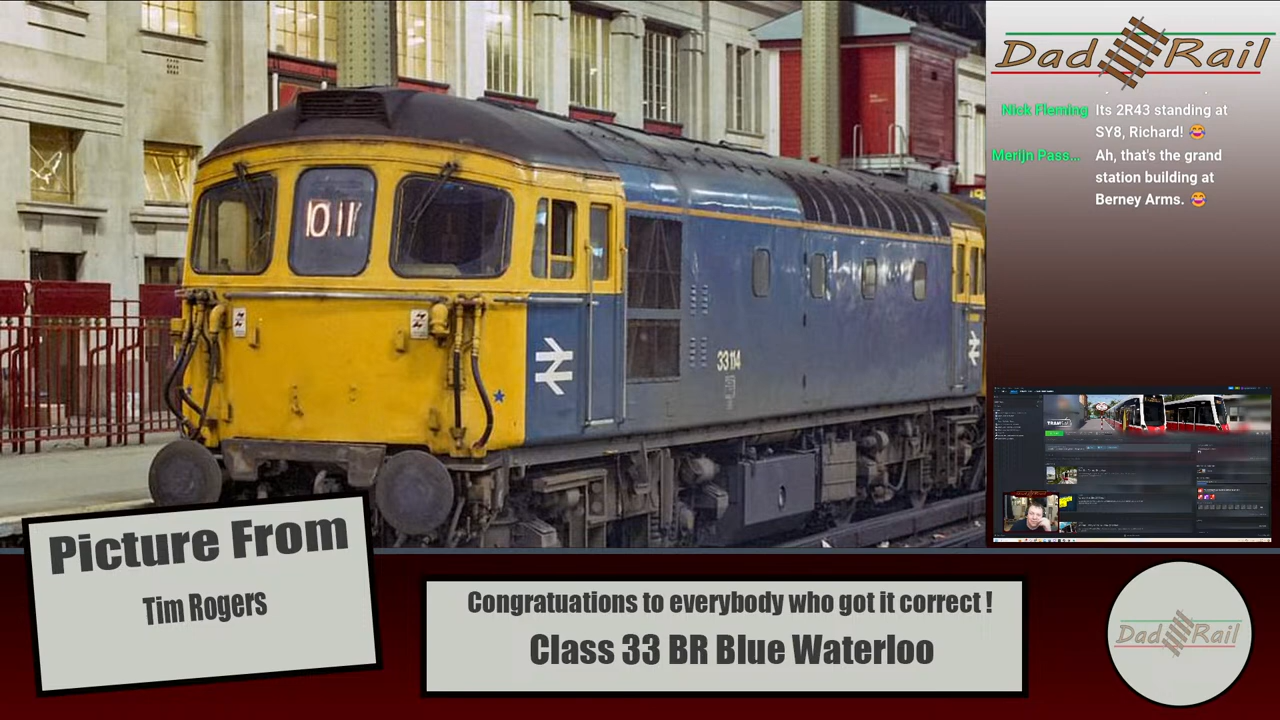 Dad Rail
Nick Fleming Its 2R43 standing at
SY8, Richard! 😂
Merijn Pass... Ah, that's the grand
station building at
Berney Arms. 😂
10 11
33114
Picture From
Tim Rogers
Congratuations to everybody who got it correct !
Class 33 BR Blue Waterloo
Dad Rail